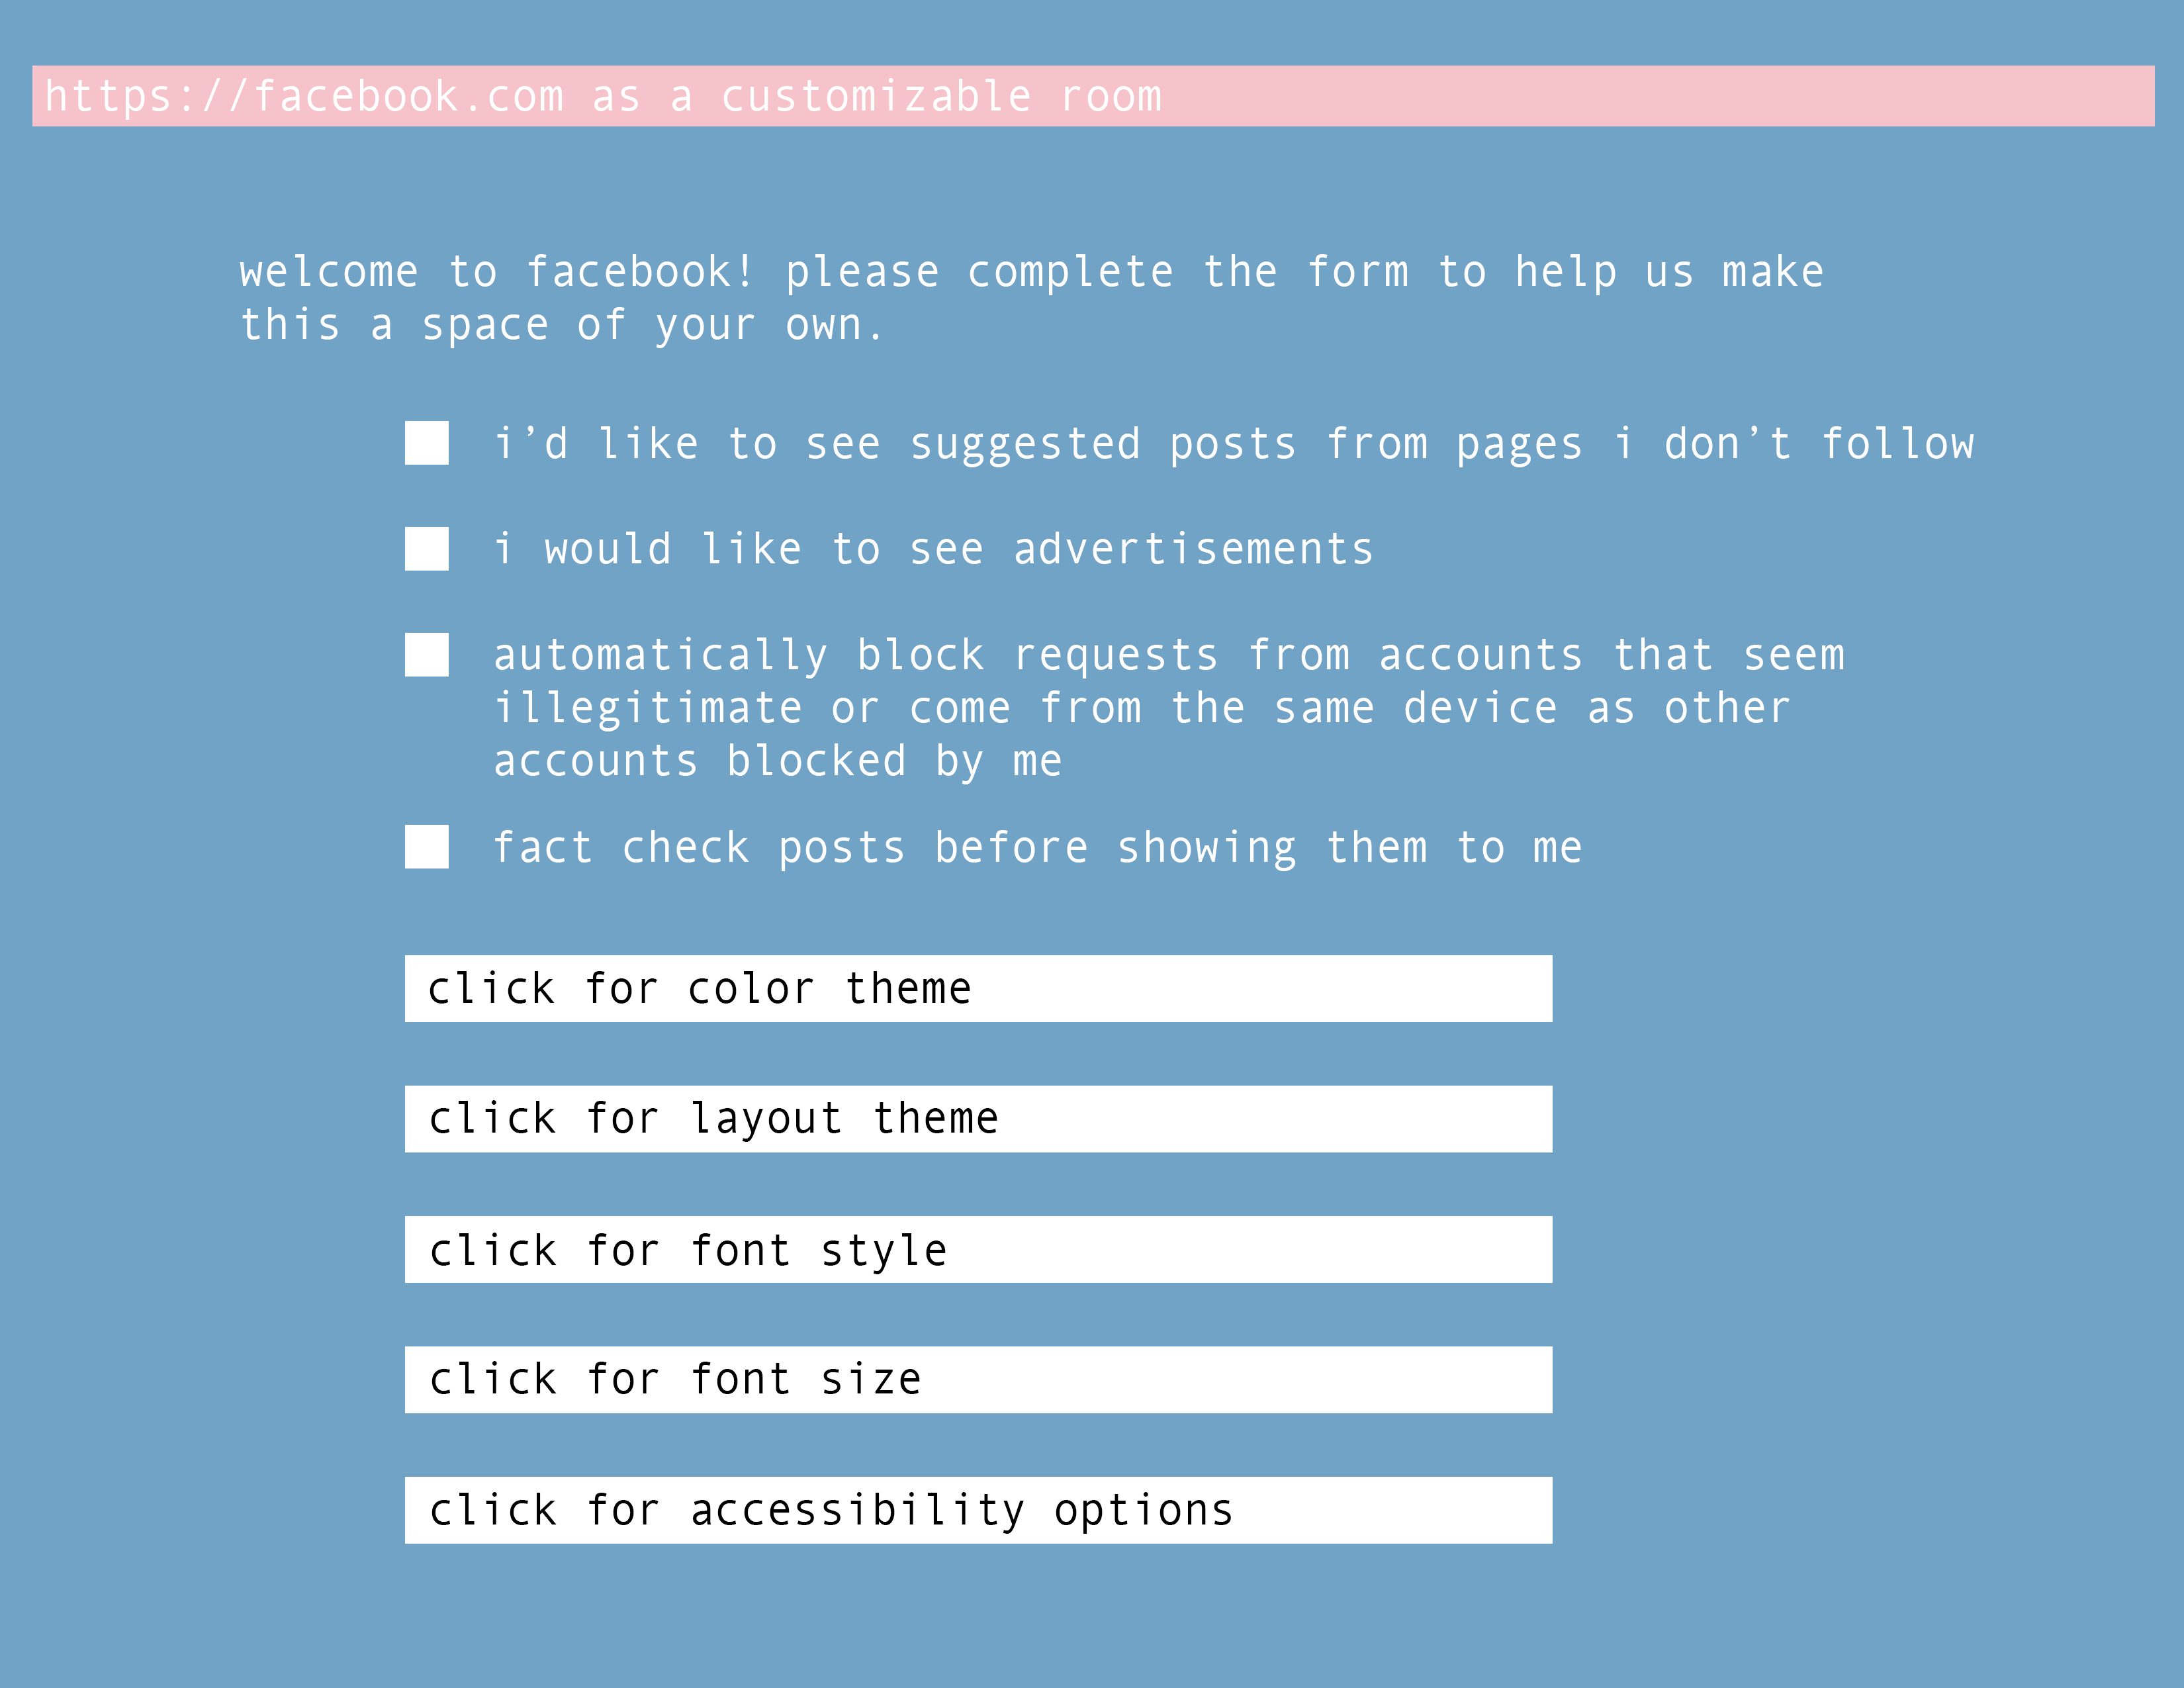 https://facebook.com as a customizable room
welcome to facebook! please complete the form to help us make
this a space of your own.
i’d like to see suggested posts from pages i don’t follow
i would like to see advertisements
automatically block requests from accounts that seem
illegitimate or come from the same device as other
accounts blocked by me
fact check posts before showing them to me
click for color theme
click for layout theme
click for font style
click for font size
click for accessibility options